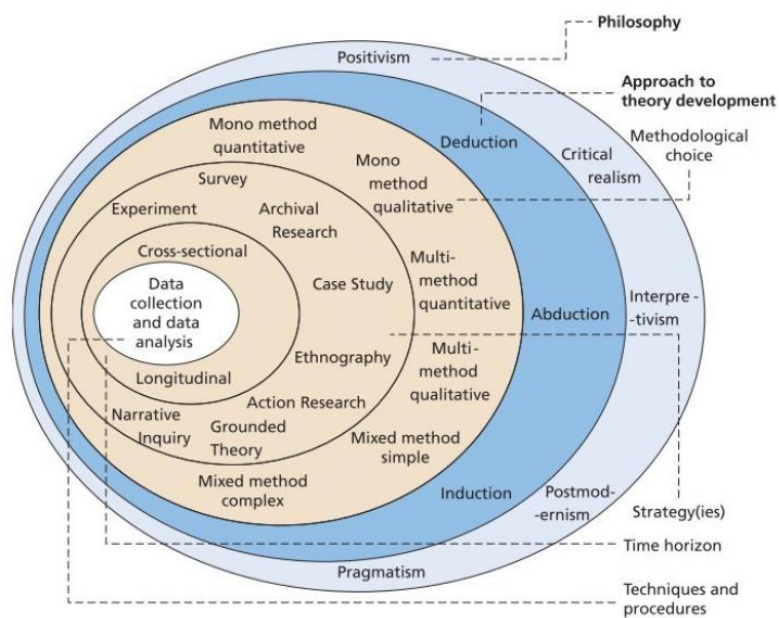 Philosophy
Positivism
Approach to
theory development
Mono method
quantitative
Deduction
Methodological
choice
Critical
realism
Mono
method
qualitative
Survey
Experiment
Archival
Research
Cross-sectional
Multi-
method
quantitative
Data
collection
and data
analysis
Case Study
Abduction
Interpre -
-tivism
Ethnography
Multi-
method
qualitative
Longitudinal
Action Research
Narrative
Inquiry
Grounded
Theory
Mixed method
simple
Mixed method
complex
Induction
Postmod-
-ernism
Strategy(ies)
Time horizon
Pragmatism
Techniques and
procedures